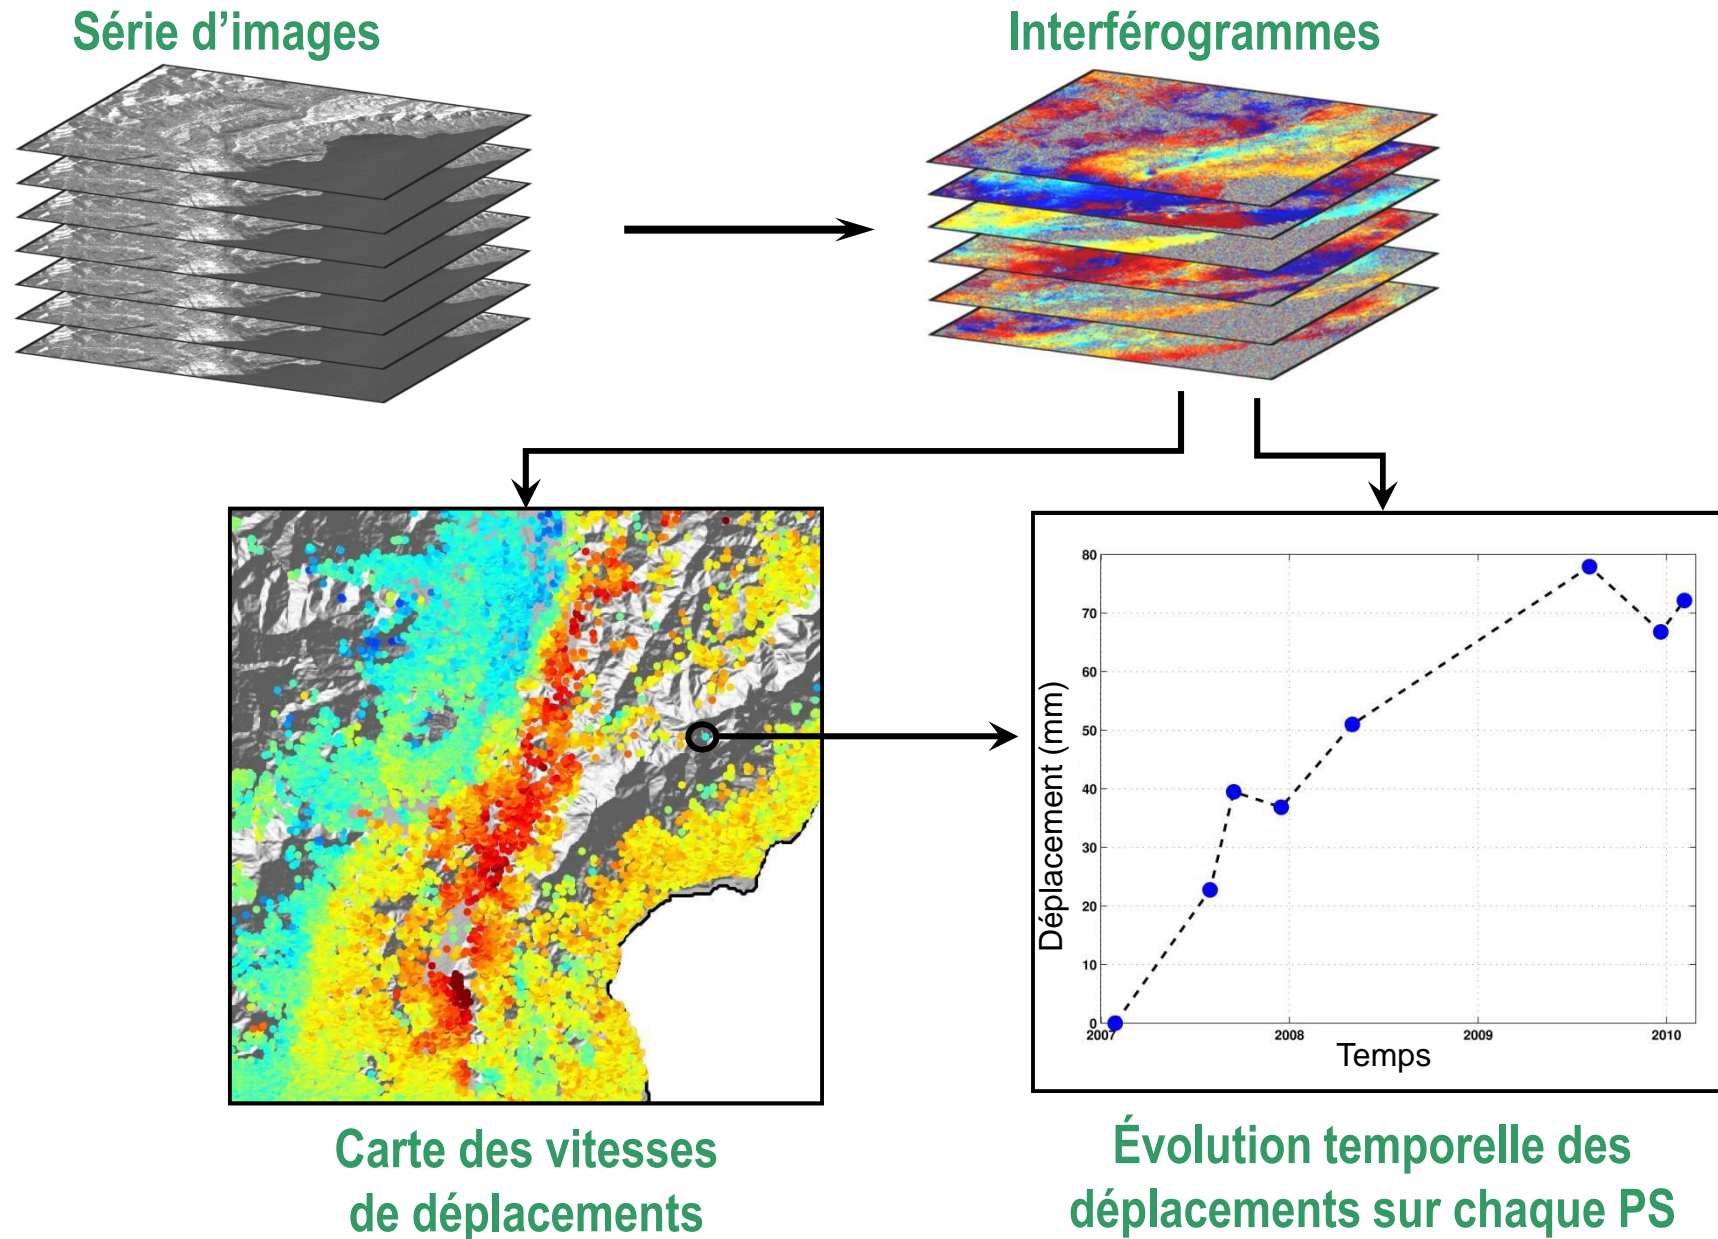 Série d’images
Interférogrammes
80
70
60
50
40
30
20
10
0
Déplacement (mm)
2007
2008
2009
2010
Temps
Carte des vitesses
de déplacements
Évolution temporelle des
déplacements sur chaque PS